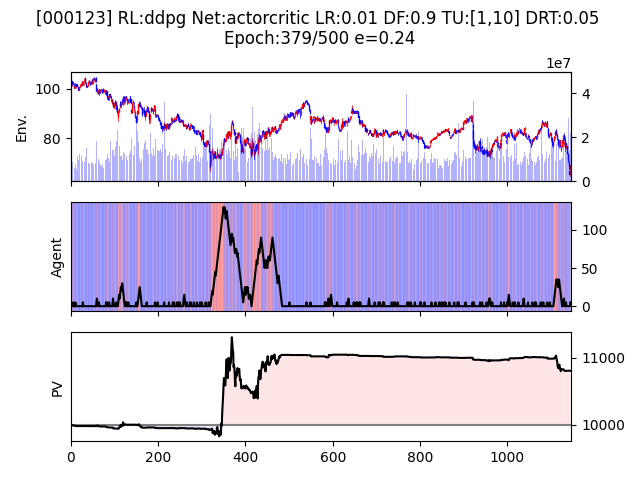 [000123] RL:ddpg Net:actorcritic LR:0.01 DF:0.9 TU:[1,10] DRT:0.05
Epoch:379/500 e=0.24
1e7
100
80
Env.
4
2
0
Agent
100
50
0
PV
11000
10000
0 200 400 600 800 1000